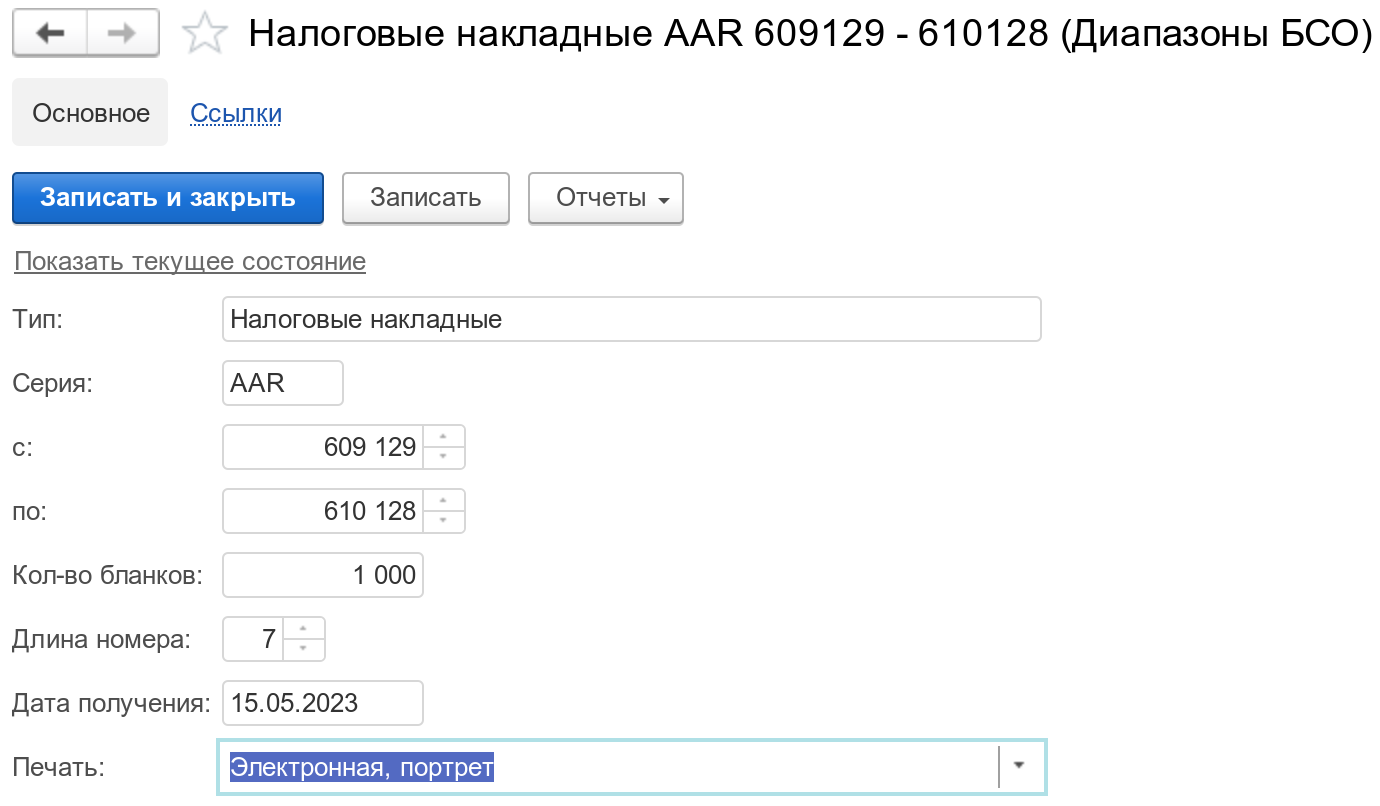 Налоговые накладные AAR 609129 - 610128 (Диапазоны БСО)
Основное Ссылки
Записать и закрыть Записать Отчеты
Показать текущее состояние
Тип: Налоговые накладные
Серия: AAR
с: 609 129
по: 610 128
Кол-во бланков: 1 000
Длина номера: 7
Дата получения: 15.05.2023
Печать: Электронная, портрет